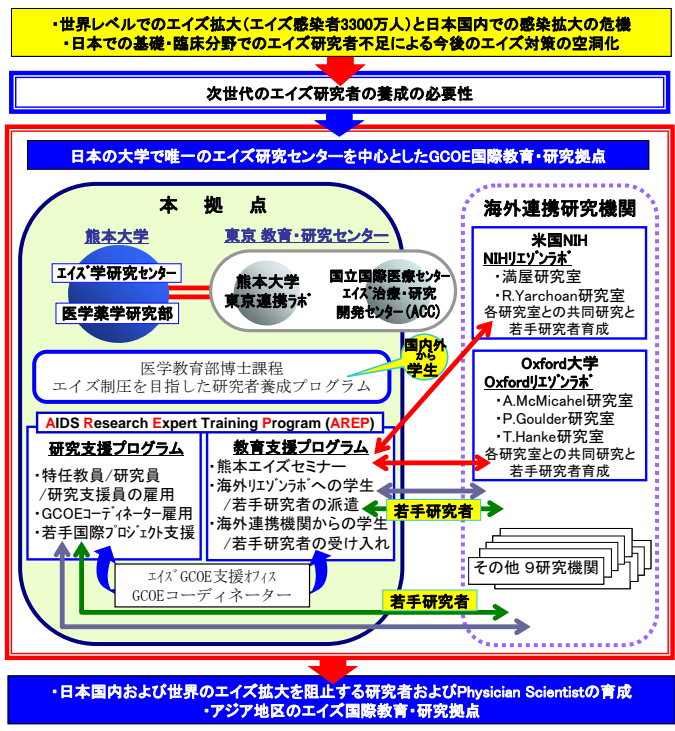 ・世界レベルでのエイズ拡大（エイズ感染者3300万人）と日本国内での感染拡大の危機
・日本での基礎・臨床分野でのエイズ研究者不足による今後のエイズ対策の空洞化
次世代のエイズ研究者の養成の必要性
日本の大学で唯一のエイズ研究センターを中心としたGCOE国際教育・研究拠点
本 拠 点
熊本大学
エイズ学研究センター
医学薬学研究部
東京 教育・研究センター
熊本大学
東京連携ラボ
国立国際医療センター
エイズ治療・研究
開発センター（ACC）
国内外
から
学生
医学教育部博士課程
エイズ制圧を目指した研究者養成プログラム
AIDS Research Expert Training Program (AREP)
研究支援プログラム
・特任教員/研究員
/研究支援員の雇用
・GCOEコーディネーター雇用
・若手国際プロジェクト支援
教育支援プログラム
・熊本エイズセミナー
・海外リエゾンラボへの学生
/若手研究者の派遣
・海外連携機関からの学生
/若手研究者の受け入れ
エイズGCOE支援オフィス
GCOEコーディネーター
海外連携研究機関
米国NIH
NIHリエゾンラボ
・満屋研究室
・R.Yarchoan研究室
各研究室との共同研究と
若手研究者育成
Oxford大学
Oxfordリエゾンラボ
・A.McMicahel研究室
・P.Goulder研究室
・T.Hanke研究室
各研究室との共同研究と
若手研究者育成
若手研究者
その他 9研究機関
若手研究者
・日本国内および世界のエイズ拡大を阻止する研究者およびPhysician Scientistの育成
・アジア地区のエイズ国際教育・研究拠点